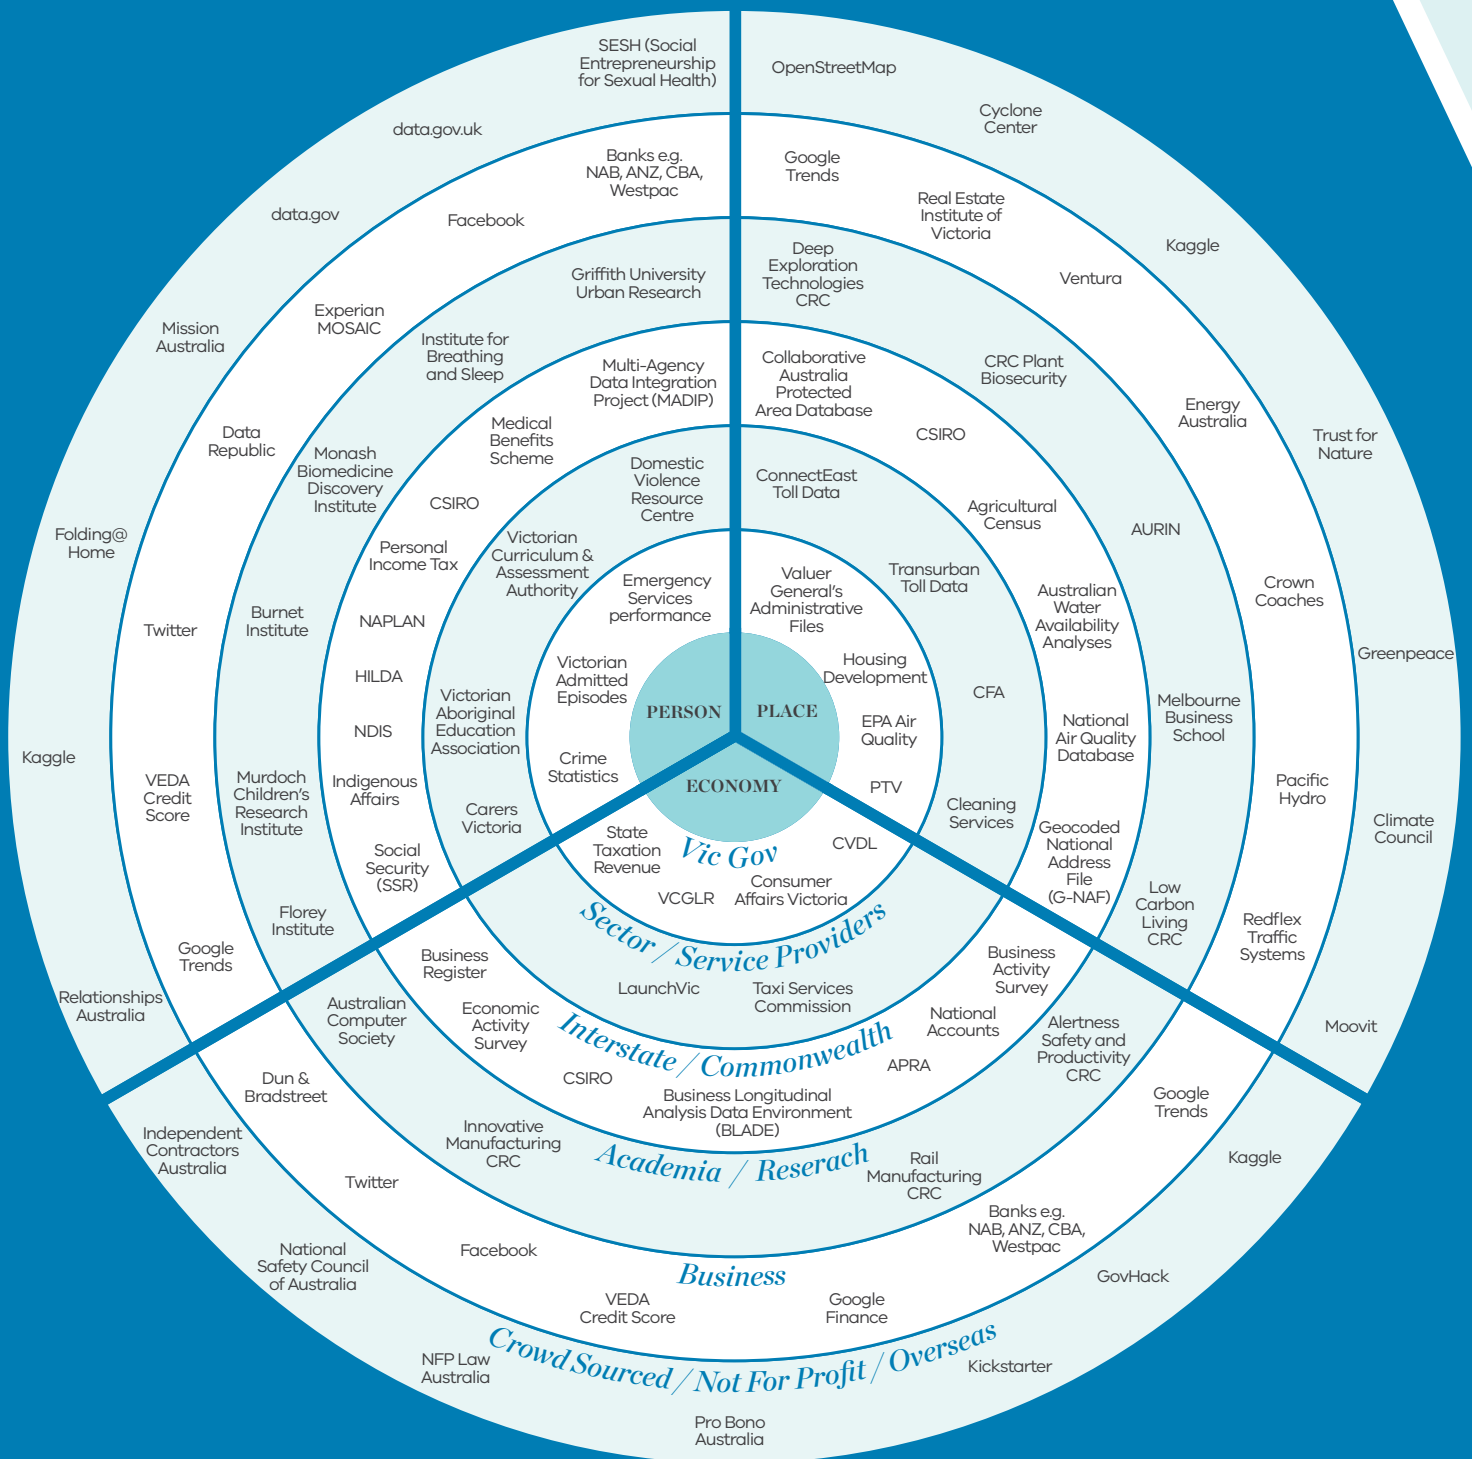 SESH (Social
Entrepreneurship
for Sexual Health)
data.gov.uk
data.gov
Mission
Australia
Folding@
Home
Kaggle
Relationships
Australia
Banks e.g.
NAB, ANZ, CBA,
Westpac
Facebook
Experian
MOSAIC
Data
Republic
Twitter
VEDA
Credit
Score
Google
Trends
Griffith University
Urban Research
Institute for
Breathing
and Sleep
Monash
Biomedicine
Discovery
Institute
Burnet
Institute
Murdoch
Children's
Research
Institute
Florey
Institute
Multi-Agency
Data Integration
Project (MADIP)
Medical
Benefits
Scheme
CSIRO
Personal
Income Tax
NAPLAN
HILDA
NDIS
Indigenous
Affairs
Social
Security
(SSR)
Domestic
Violence
Resource
Centre
Victorian
Curriculum &
Assessment
Authority
Victorian
Aboriginal
Education
Association
Carers
Victoria
Emergency
Services
performance
Victorian
Admitted
Episodes
Crime
Statistics
PERSON
OpenStreetMap
Cyclone
Center
Kaggle
Trust for
Nature
Greenpeace
Climate
Council
Moovit
Google
Trends
Real Estate
Institute of
Victoria
Ventura
Energy
Australia
Crown
Coaches
Pacific
Hydro
Redflex
Traffic
Systems
Deep
Exploration
Technologies
CRC
CRC Plant
Biosecurity
AURIN
Melbourne
Business
School
Low
Carbon
Living
CRC
Collaborative
Australia
Protected
Area Database
CSIRO
Agricultural
Census
Australian
Water
Availability
Analyses
National
Air Quality
Database
Geocoded
National
Address
File
(G-NAF)
ConnectEast
Toll Data
Transurban
Toll Data
CFA
Cleaning
Services
Valuer
General's
Administrative
Files
Housing
Development
EPA Air
Quality
PTV
PLACE
ECONOMY
State
Taxation
Revenue
VCGLR
Consumer
Affairs Victoria
CVDL
Vic Gov
LaunchVic
Taxi Services
Commission
Sector / Service Providers
Business
Register
Economic
Activity
Survey
CSIRO
Business Longitudinal
Analysis Data Environment
(BLADE)
APRA
National
Accounts
Business
Activity
Survey
Interstate / Commonwealth
Australian
Computer
Society
Innovative
Manufacturing
CRC
Rail
Manufacturing
CRC
Alertness
Safety and
Productivity
CRC
Academia / Reserach
Dun &
Bradstreet
Twitter
Facebook
VEDA
Credit Score
Google
Finance
Banks e.g.
NAB, ANZ, CBA,
Westpac
Google
Trends
Business
Independent
Contractors
Australia
National
Safety Council
of Australia
NFP Law
Australia
Pro Bono
Australia
Kickstarter
GovHack
Kaggle
Crowd Sourced / Not For Profit / Overseas